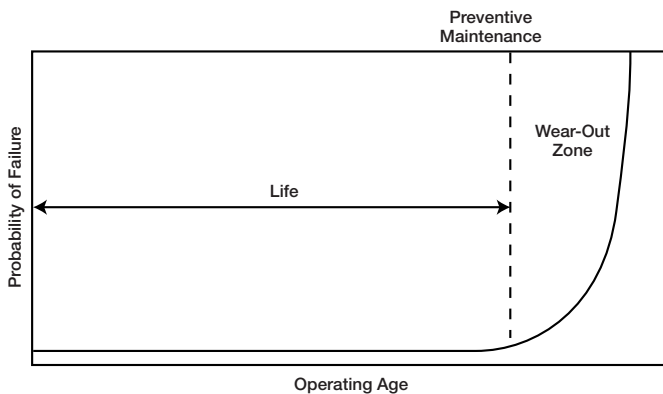 Preventive
Maintenance
Wear-Out
Zone
Life
Probability of Failure
Operating Age